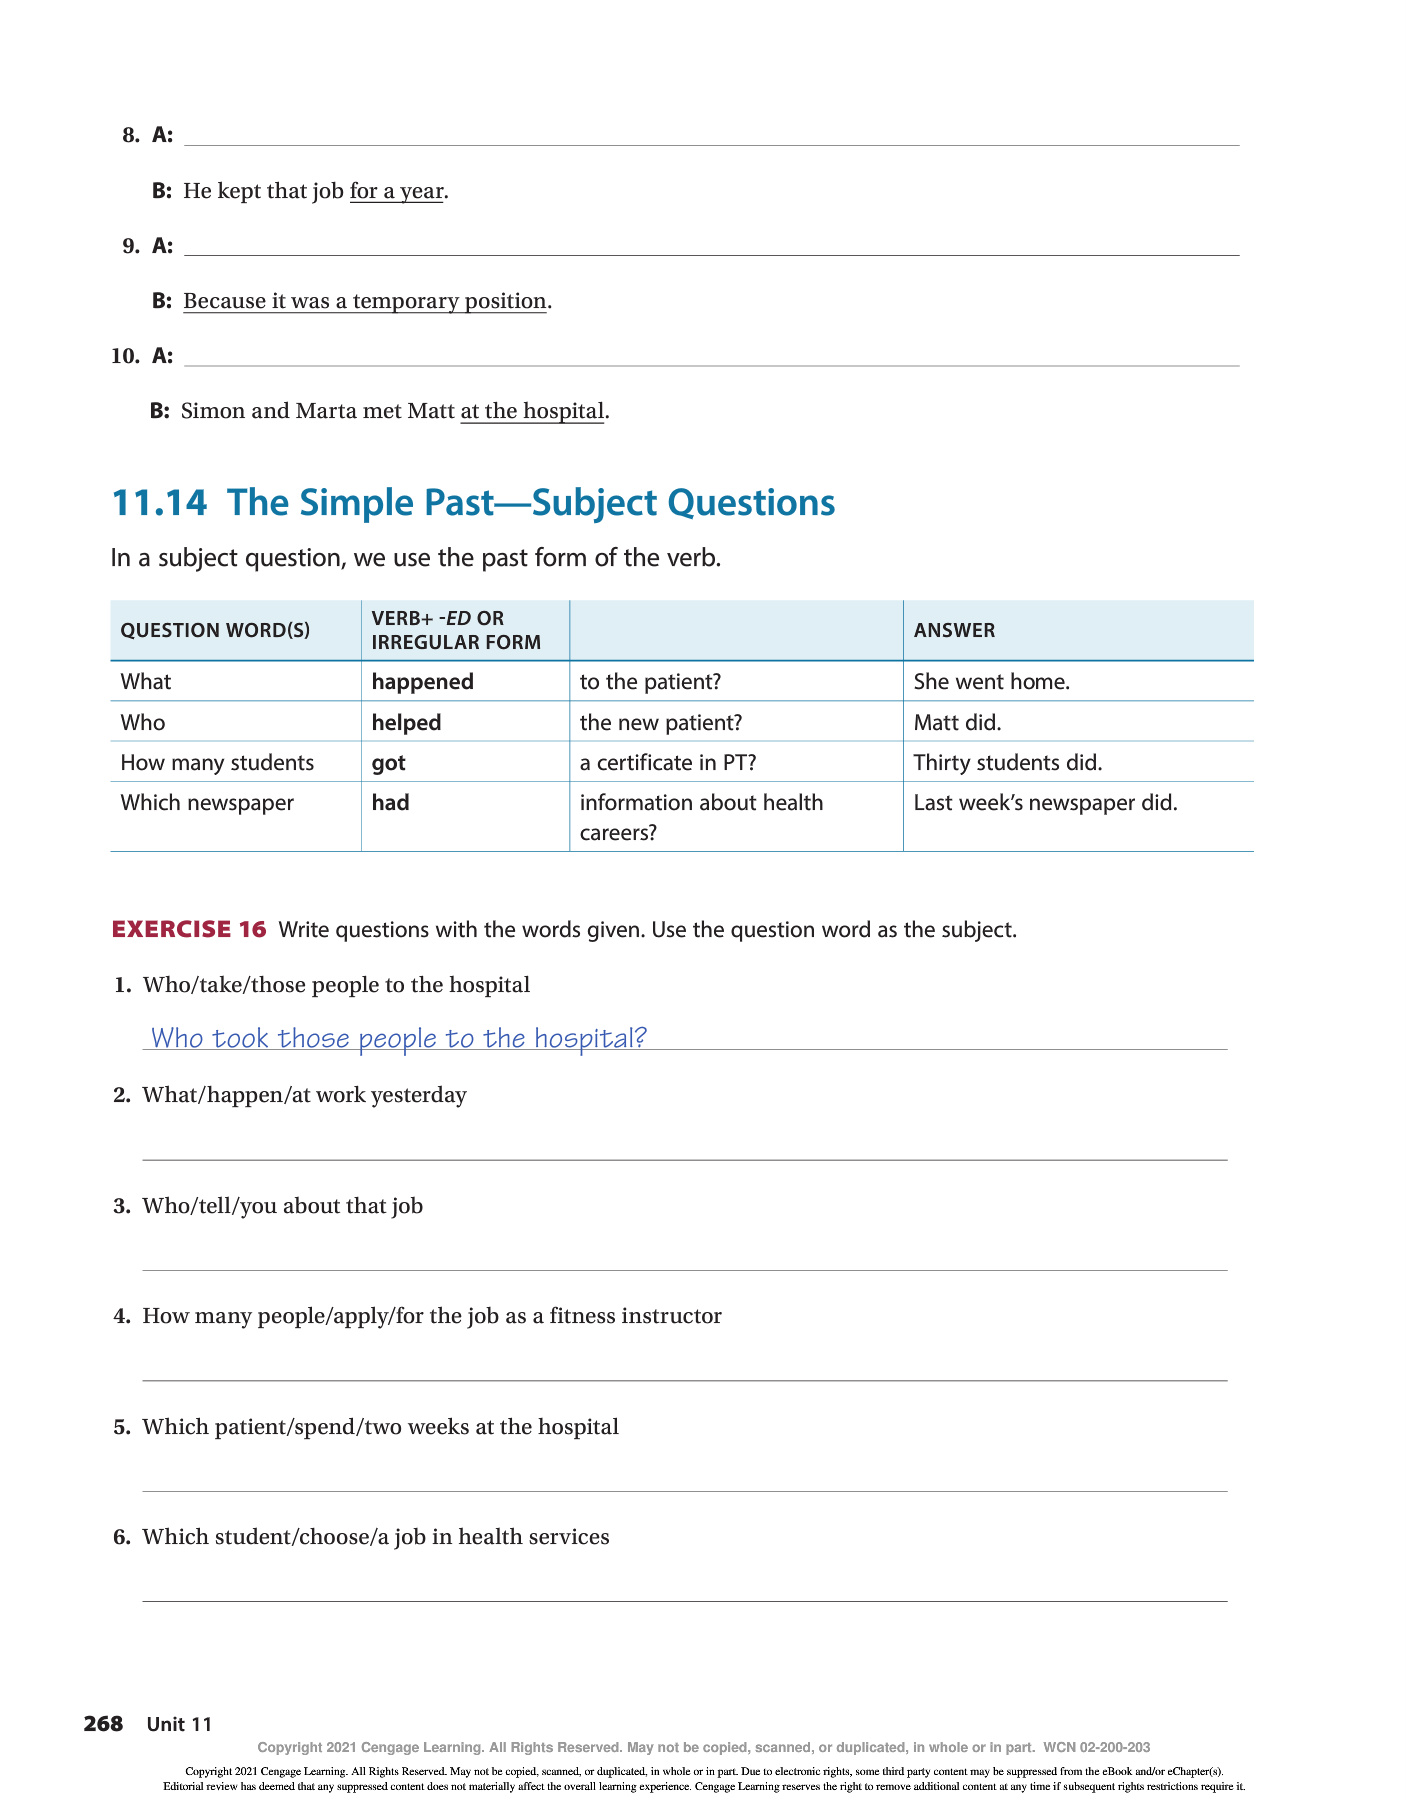 8. A:
B: He kept that job for a year.
9. A:
B: Because it was a temporary position.
10. A:
B: Simon and Marta met Matt at the hospital.
11.14 The Simple Past—Subject Questions
In a subject question, we use the past form of the verb.
QUESTION WORD(S) VERB+ -ED OR IRREGULAR FORM ANSWER
What happened to the patient? She went home.
Who helped the new patient? Matt did.
How many students got a certificate in PT? Thirty students did.
Which newspaper had information about health careers? Last week's newspaper did.
EXERCISE 16 Write questions with the words given. Use the question word as the subject.
1. Who/take/those people to the hospital
Who took those people to the hospital?
2. What/happen/at work yesterday
3. Who/tell/you about that job
4. How many people/apply/for the job as a fitness instructor
5. Which patient/spend/two weeks at the hospital
6. Which student/choose/a job in health services
268 Unit 11
Copyright 2021 Cengage Learning. All Rights Reserved. May not be copied, scanned, or duplicated, in whole or in part. WCN 02-200-203
Copyright 2021 Cengage Learning. All Rights Reserved. May not be copied, scanned, or duplicated, in whole or in part. Due to electronic rights, some third party content may be suppressed from the eBook and/or eChapter(s).
Editorial review has deemed that any suppressed content does not materially affect the overall learning experience. Cengage Learning reserves the right to remove additional content at any time if subsequent rights restrictions require it.